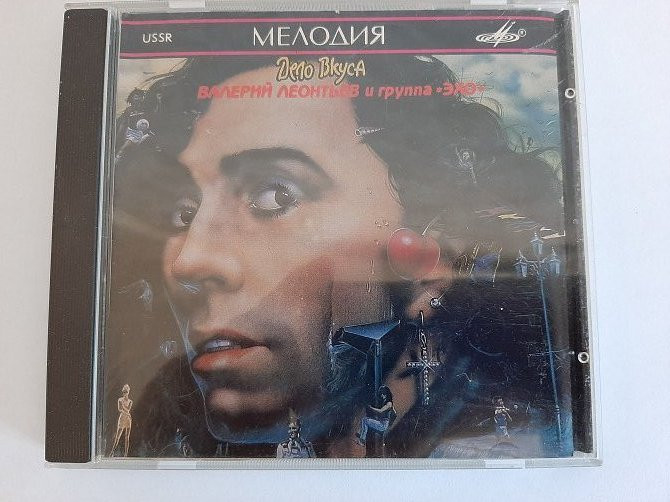 USSR
МЕЛОДИЯ
Дело Вкуса
ВАЛЕРИЙ ЛЕОНТЬЕВ и группа «ЭХО»